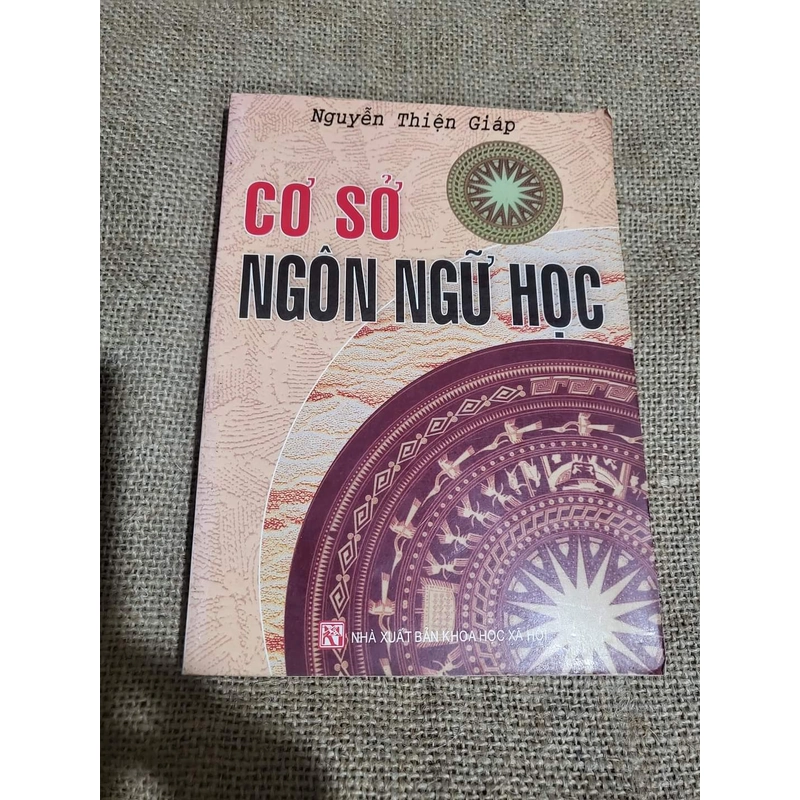 Nguyễn Thiện Giáp
CƠ SỞ
NGÔN NGỮ HỌC
NHÀ XUẤT BẢN KHOA HỌC XÃ HỘI